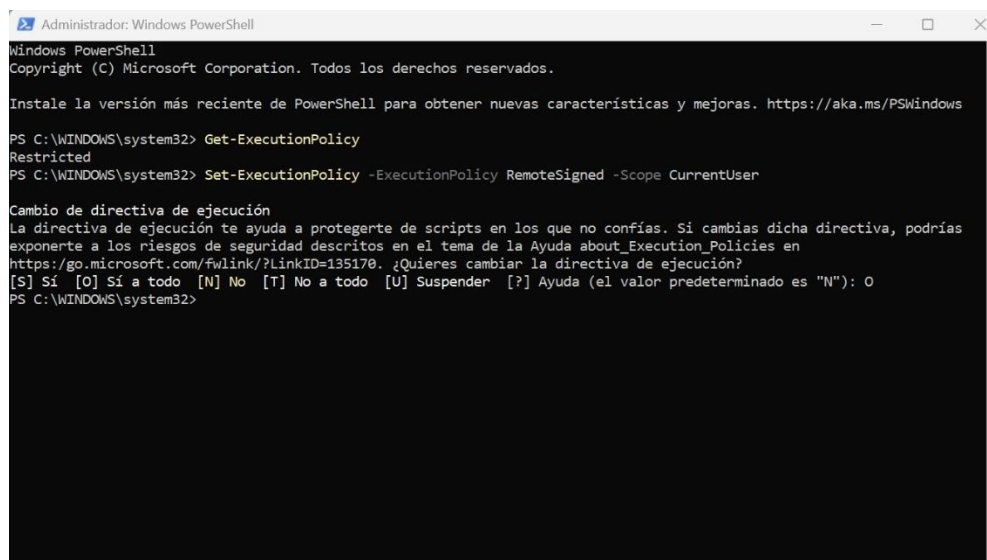 Administrador: Windows PowerShell
Windows PowerShell
Copyright (C) Microsoft Corporation. Todos los derechos reservados.
Instale la versión más reciente de PowerShell para obtener nuevas características y mejoras. https://aka.ms/PSWindows
PS C:\WINDOWS\system32> Get-ExecutionPolicy
Restricted
PS C:\WINDOWS\system32> Set-ExecutionPolicy -ExecutionPolicy RemoteSigned -Scope CurrentUser
Cambio de directiva de ejecución
La directiva de ejecución te ayuda a protegerte de scripts en los que no confías. Si cambias dicha directiva, podrías
exponerte a los riesgos de seguridad descritos en el tema de la Ayuda about_Execution_Policies en
https:/go.microsoft.com/fwlink/?LinkID=135170. ¿Quieres cambiar la directiva de ejecución?
[S] Sí  [O] Sí a todo  [N] No  [T] No a todo  [U] Suspender  [?] Ayuda (el valor predeterminado es "N"): O
PS C:\WINDOWS\system32>